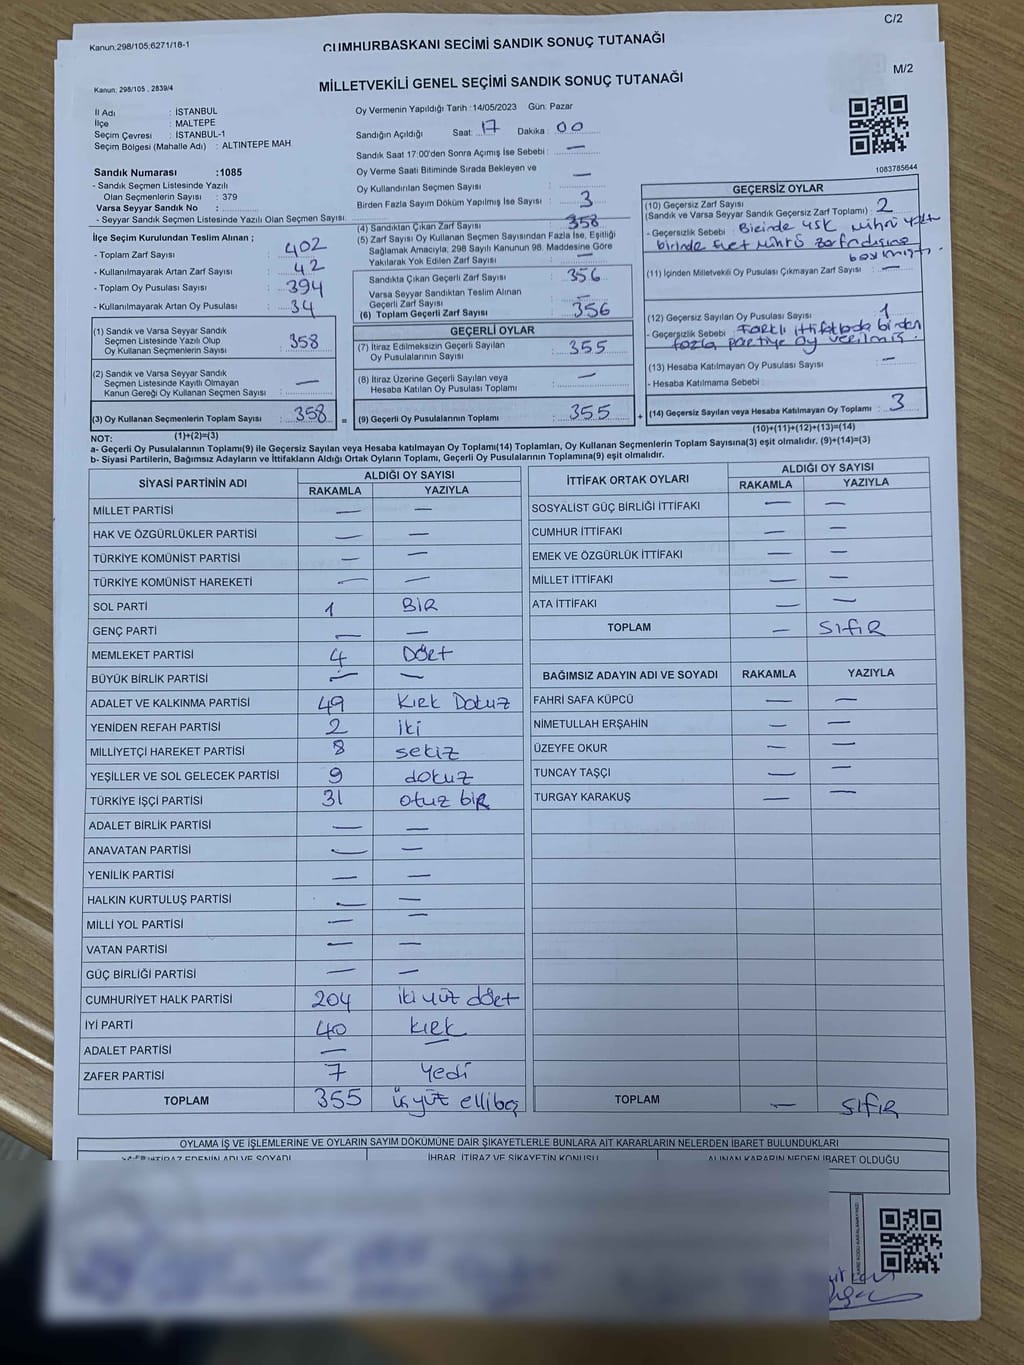 C/2
Kanun.298/105;6271/18-1
CUMHURBAŞKANI SEÇİMİ SANDIK SONUÇ TUTANAĞI
M/2
Kanun: 298/105 , 2839/4
MİLLETVEKİLİ GENEL SEÇİMİ SANDIK SONUÇ TUTANAĞI
İl Adı : İSTANBUL
İlçe : MALTEPE
Seçim Çevresi : İSTANBUL-1
Seçim Bölgesi (Mahalle Adı) : ALTINTEPE MAH
Sandık Numarası :1085
- Sandık Seçmen Listesinde Yazılı
Olan Seçmenlerin Sayısı : 379
Varsa Seyyar Sandık No :
- Seyyar Sandık Seçmen Listesinde Yazılı Olan Seçmen Sayısı:
Oy Vermenin Yapıldığı Tarih :14/05/2023 Gün: Pazar
Sandığın Açıldığı Saat: 17 Dakika : 00
Sandık Saat 17:00'den Sonra Açımış İse Sebebi : —
Oy Verme Saati Bitiminde Sırada Bekleyen ve
Oy Kullandırılan Seçmen Sayısı —
Birden Fazla Sayım Döküm Yapılmış İse Sayısı : 3
1083785644
İlçe Seçim Kurulundan Teslim Alınan ;
- Toplam Zarf Sayısı : 402
- Kullanılmayarak Artan Zarf Sayısı : 42
- Toplam Oy Pusulası Sayısı : 394
- Kullanılmayarak Artan Oy Pusulası : 34
(1) Sandık ve Varsa Seyyar Sandık
Seçmen Listesinde Yazılı Olup
Oy Kullanan Seçmenlerin Sayısı : 358
(2) Sandık ve Varsa Seyyar Sandık
Seçmen Listesinde Kayıtlı Olmayan
Kanun Gereği Oy Kullanan Seçmen Sayısı : —
(3) Oy Kullanan Seçmenlerin Toplam Sayısı : 358 =
(4) Sandıktan Çıkan Zarf Sayısı : 358
(5) Zarf Sayısı Oy Kullanan Seçmen Sayısından Fazla İse, Eşitliği
Sağlamak Amacıyla, 298 Sayılı Kanunun 98. Maddesine Göre
Yakılarak Yok Edilen Zarf Sayısı : —
Sandıkta Çıkan Geçerli Zarf Sayısı : 356
Varsa Seyyar Sandıktan Teslim Alınan
Geçerli Zarf Sayısı : —
(6) Toplam Geçerli Zarf Sayısı : 356
GEÇERLİ OYLAR
(7) İtiraz Edilmeksizin Geçerli Sayılan
Oy Pusulalarının Sayısı : 355
(8) İtiraz Üzerine Geçerli Sayılan veya
Hesaba Katılan Oy Pusulası Toplamı : —
(9) Geçerli Oy Pusulalarının Toplamı : 355 +
GEÇERSİZ OYLAR
(10) Geçersiz Zarf Sayısı
(Sandık ve Varsa Seyyar Sandık Geçersiz Zarf Toplamı) : 2
- Geçersizlik Sebebi : Birinde YSK mührü yoktu
birinde Evet mührü zarf dışına
basılmıştı.
(11) İçinden Milletvekili Oy Pusulası Çıkmayan Zarf Sayısı : —
(12) Geçersiz Sayılan Oy Pusulası Sayısı : 1
- Geçersizlik Sebebi : Farklı ittifakda birden
fazla partiye oy verilmiş.
(13) Hesaba Katılmayan Oy Pusulası Sayısı : —
- Hesaba Katılmama Sebebi :
(14) Geçersiz Sayılan veya Hesaba Katılmayan Oy Toplamı : 3
NOT: (1)+(2)=(3)
(10)+(11)+(12)+(13)=(14)
a- Geçerli Oy Pusulalarının Toplamı(9) ile Geçersiz Sayılan veya Hesaba katılmayan Oy Toplamı(14) Toplamları, Oy Kullanan Seçmenlerin Toplam Sayısına(3) eşit olmalıdır. (9)+(14)=(3)
b- Siyasi Partilerin, Bağımsız Adayların ve İttifakların Aldığı Ortak Oyların Toplamı, Geçerli Oy Pusulalarının Toplamına(9) eşit olmalıdır.
SİYASİ PARTİNİN ADI ALDIĞI OY SAYISI
RAKAMLA YAZIYLA
MİLLET PARTİSİ — —
HAK VE ÖZGÜRLÜKLER PARTİSİ — —
TÜRKİYE KOMÜNİST PARTİSİ — —
TÜRKİYE KOMÜNİST HAREKETİ — —
SOL PARTİ 1 BİR
GENÇ PARTİ — —
MEMLEKET PARTİSİ 4 Dört
BÜYÜK BİRLİK PARTİSİ — —
ADALET VE KALKINMA PARTİSİ 49 Kırk Dokuz
YENİDEN REFAH PARTİSİ 2 iki
MİLLİYETÇİ HAREKET PARTİSİ 8 sekiz
YEŞİLLER VE SOL GELECEK PARTİSİ 9 dokuz
TÜRKİYE İŞÇİ PARTİSİ 31 otuz bir
ADALET BİRLİK PARTİSİ — —
ANAVATAN PARTİSİ — —
YENİLİK PARTİSİ — —
HALKIN KURTULUŞ PARTİSİ — —
MİLLİ YOL PARTİSİ — —
VATAN PARTİSİ — —
GÜÇ BİRLİĞİ PARTİSİ — —
CUMHURİYET HALK PARTİSİ 204 iki yüz dört
İYİ PARTİ 40 kırk
ADALET PARTİSİ — —
ZAFER PARTİSİ 7 Yedi
TOPLAM 355 üç yüz elli beş
İTTİFAK ORTAK OYLARI ALDIĞI OY SAYISI
RAKAMLA YAZIYLA
SOSYALİST GÜÇ BİRLİĞİ İTTİFAKI — —
CUMHUR İTTİFAKI — —
EMEK VE ÖZGÜRLÜK İTTİFAKI — —
MİLLET İTTİFAKI — —
ATA İTTİFAKI — —
TOPLAM — SIFIR
BAĞIMSIZ ADAYIN ADI VE SOYADI RAKAMLA YAZIYLA
FAHRİ SAFA KÜPCÜ — —
NİMETULLAH ERŞAHİN — —
ÜZEYFE OKUR — —
TUNCAY TAŞÇI — —
TURGAY KARAKUŞ — —
TOPLAM — SIFIR
OYLAMA İŞ VE İŞLEMLERİNE VE OYLARIN SAYIM DÖKÜMÜNE DAİR ŞİKAYETLERLE BUNLARA AİT KARARLARIN NELERDEN İBARET BULUNDUKLARI
İTİRAZ EDENİN ADI VE SOYADI İHBAR, İTİRAZ VE ŞİKAYETİN KONUSU ALINAN KARARIN NEDEN İBARET OLDUĞU